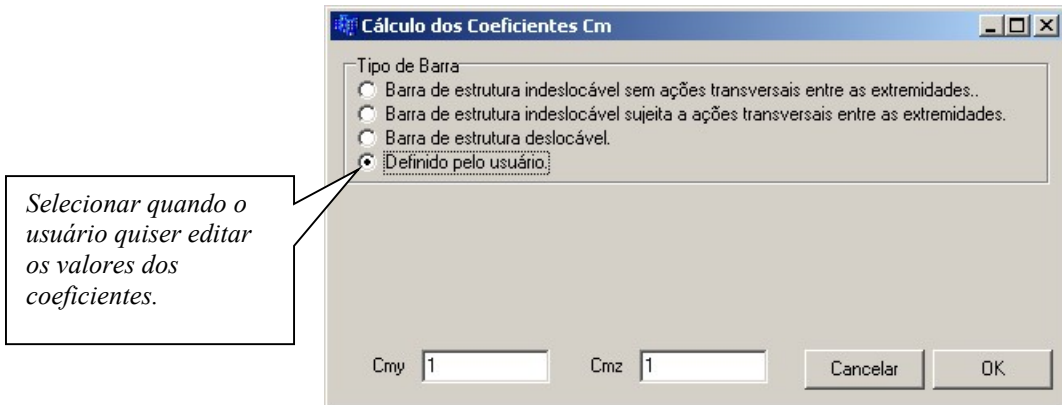 Cálculo dos Coeficientes Cm
Tipo de Barra
Barra de estrutura indeslocável sem ações transversais entre as extremidades..
Barra de estrutura indeslocável sujeita a ações transversais entre as extremidades.
Barra de estrutura deslocável.
Definido pelo usuário.
Selecionar quando o
usuário quiser editar
os valores dos
coeficientes.
Cmy 1 Cmz 1 Cancelar OK